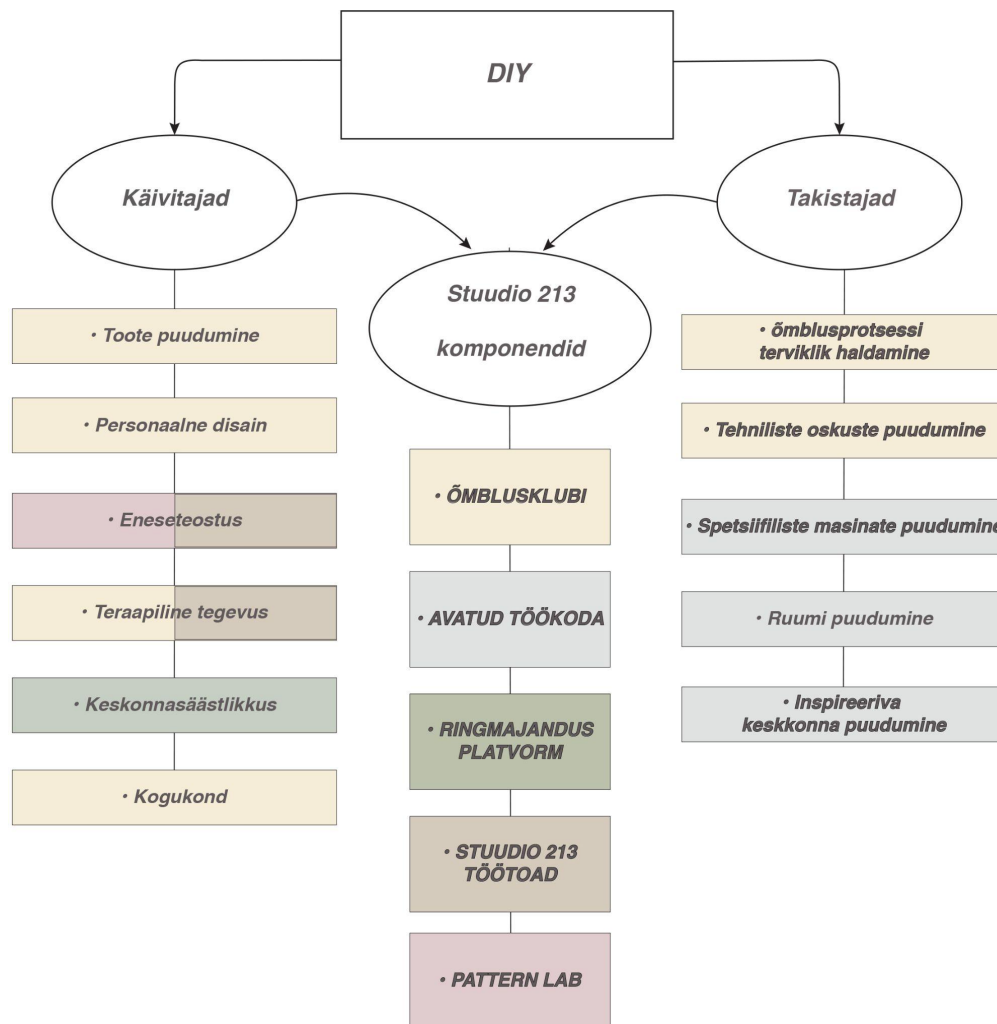 DIY
Käivitajad
Takistajad
Stuudio 213
komponendid
• Toote puudumine
• Personaalne disain
• Eneseteostus
• Teraapiline tegevus
• Keskonnasäästlikkus
• Kogukond
• ÕMBLUSKLUBI
• AVATUD TÖÖKODA
• RINGMAJANDUS
PLATVORM
• STUUDIO 213
TÖÖTOAD
• PATTERN LAB
• õmblusprotsessi
terviklik haldamine
• Tehniliste oskuste puudumine
• Spetsiifiliste masinate puudumine
• Ruumi puudumine
• Inspireeriva
keskkonna puudumine